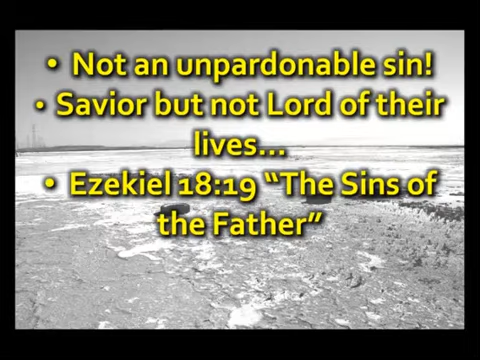 • Not an unpardonable sin!
• Savior but not Lord of their
lives...
• Ezekiel 18:19 “The Sins of
the Father”